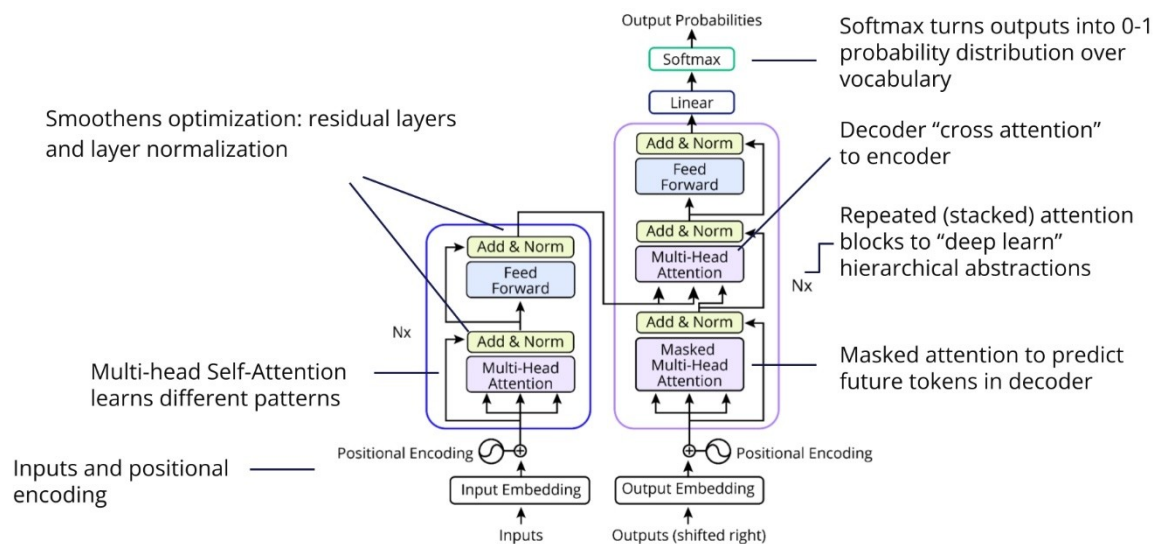 Output Probabilities
Softmax
Linear
Add & Norm
Feed
Forward
Add & Norm
Multi-Head
Attention
Nx
Add & Norm
Masked
Multi-Head
Attention
Positional Encoding
Output Embedding
Outputs (shifted right)
Add & Norm
Feed
Forward
Nx
Add & Norm
Multi-Head
Attention
Positional Encoding
Input Embedding
Inputs
Smoothens optimization: residual layers
and layer normalization
Multi-head Self-Attention
learns different patterns
Inputs and positional
encoding
Softmax turns outputs into 0-1
probability distribution over
vocabulary
Decoder “cross attention”
to encoder
Repeated (stacked) attention
blocks to “deep learn”
hierarchical abstractions
Masked attention to predict
future tokens in decoder